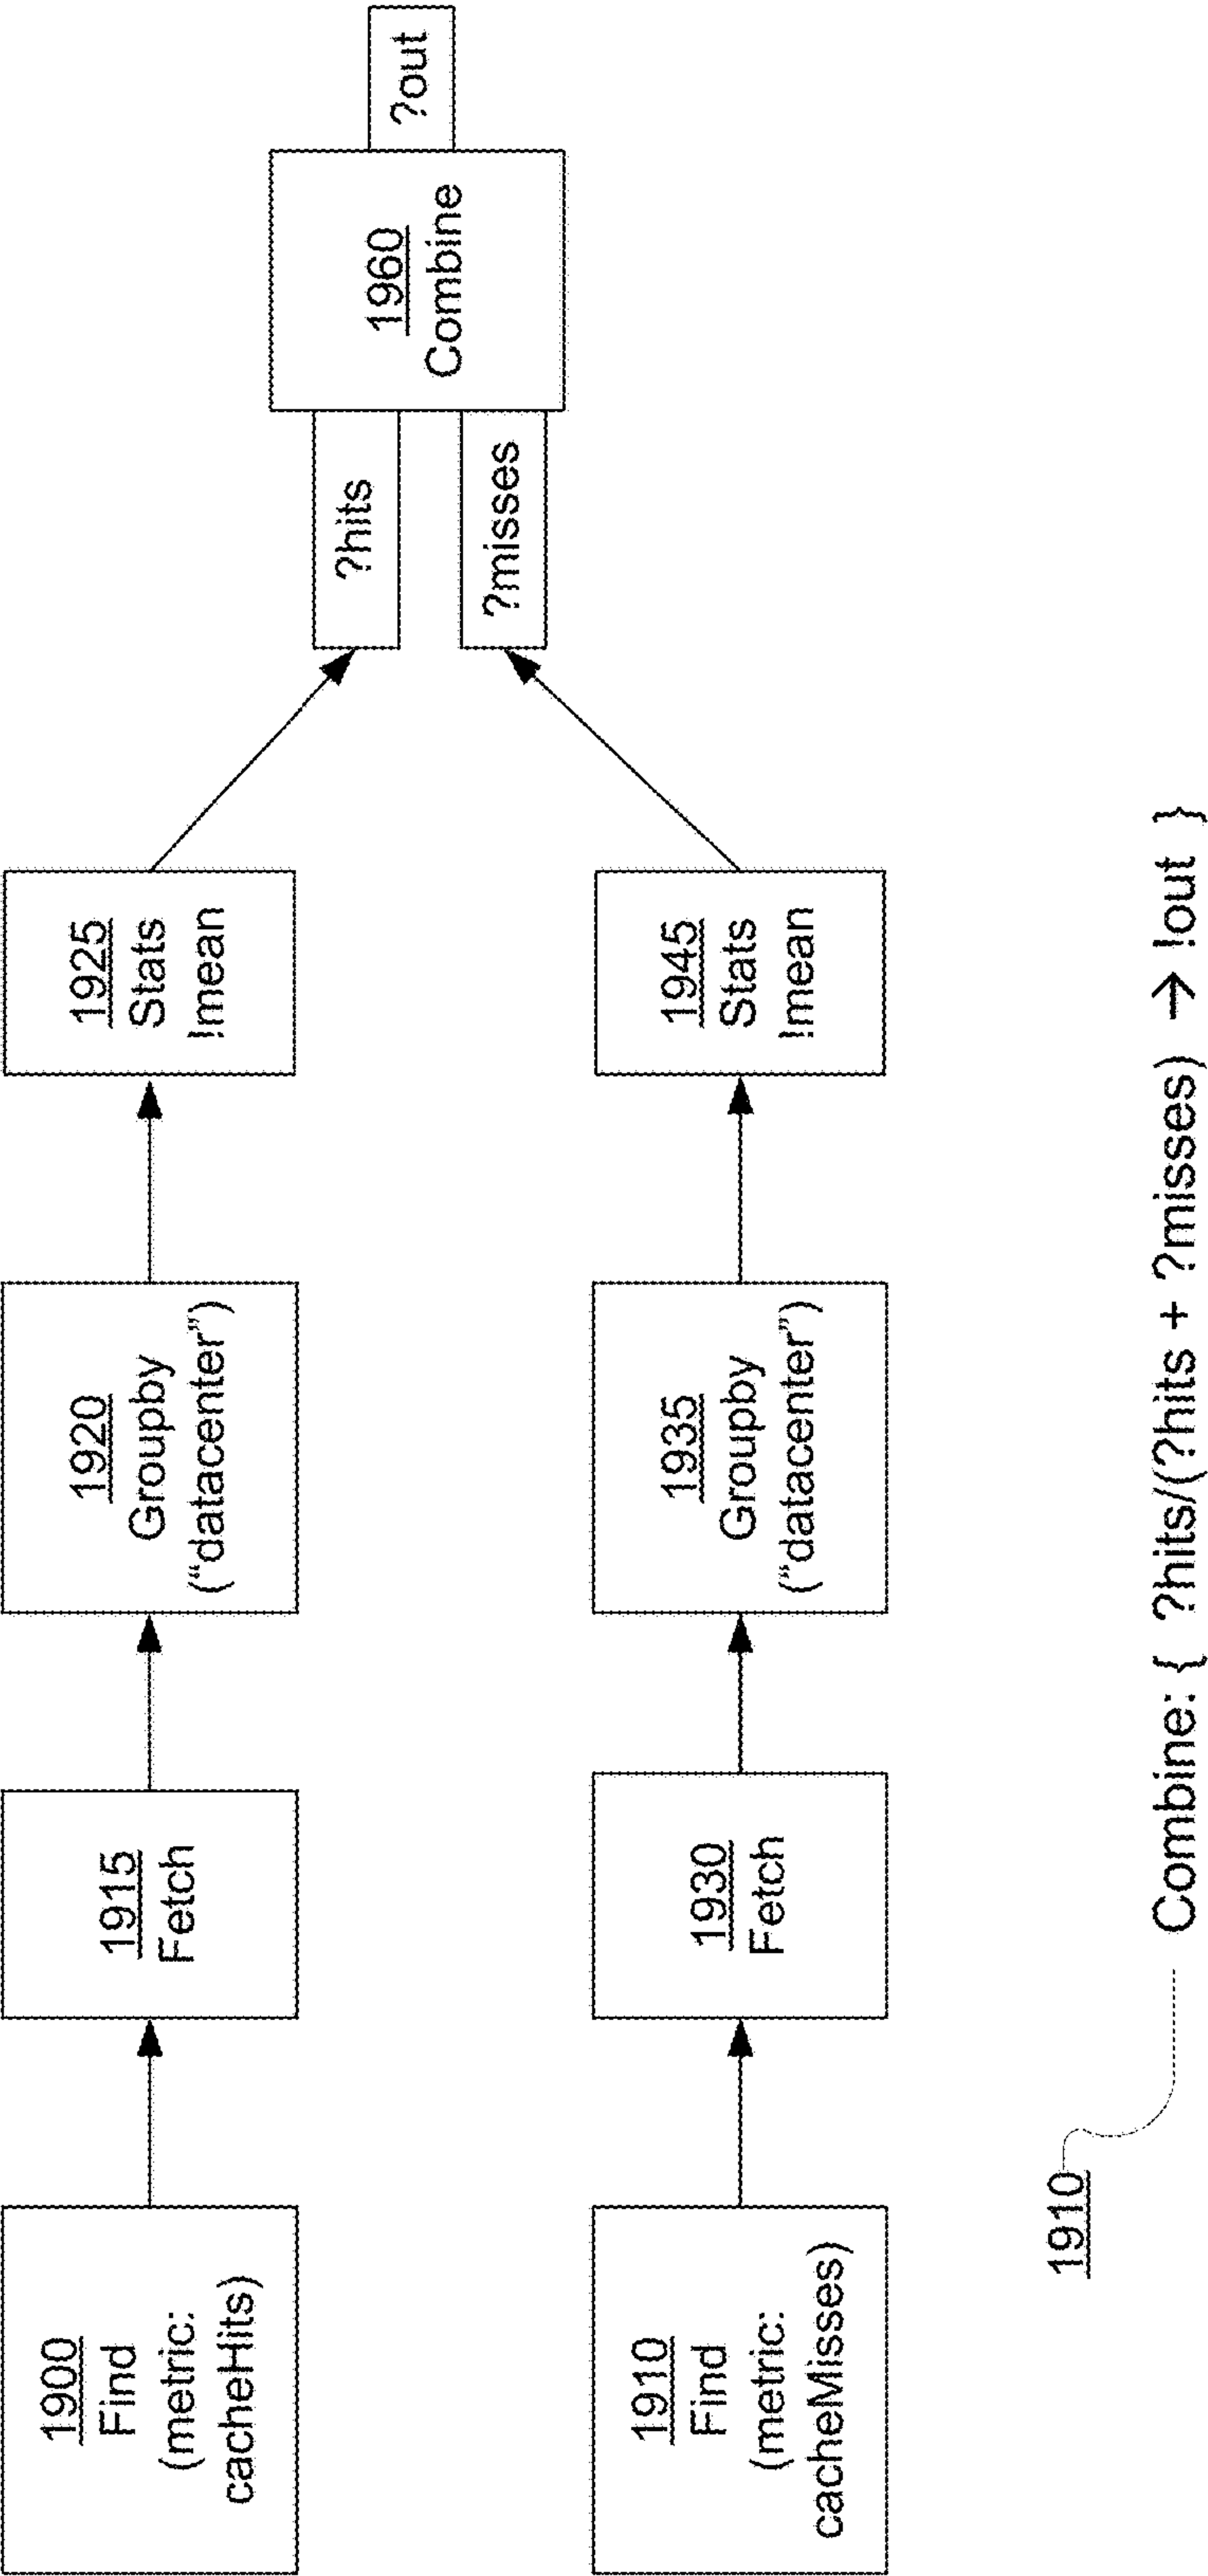 1900
Find
(metric:
cacheHits)
1915
Fetch
1920
Groupby
(“datacenter”)
1925
Stats
!mean
?hits
1960
Combine
?out
?misses
1910
Find
(metric:
cacheMisses)
1930
Fetch
1935
Groupby
(“datacenter”)
1945
Stats
!mean
1910
Combine: { ?hits/(?hits + ?misses) → !out }